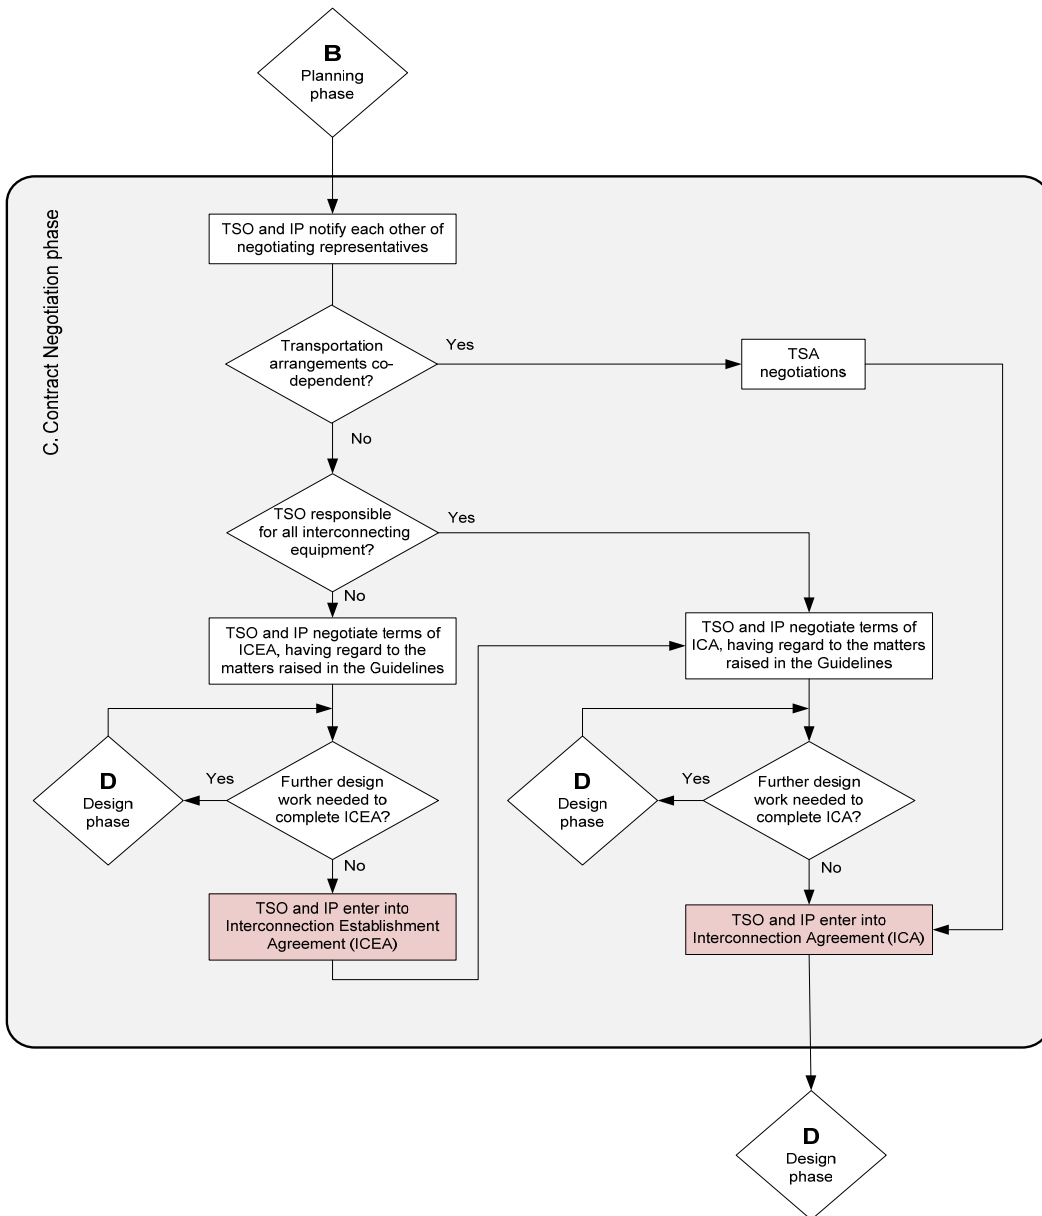 B
Planning
phase
C. Contract Negotiation phase
TSO and IP notify each other of
negotiating representatives
Transportation
arrangements co-
dependent?
Yes
TSA
negotiations
No
TSO responsible
for all interconnecting
equipment?
Yes
No
TSO and IP negotiate terms of
ICEA, having regard to the
matters raised in the Guidelines
TSO and IP negotiate terms of
ICA, having regard to the matters
raised in the Guidelines
D
Design
phase
Yes
Further design
work needed to
complete ICEA?
D
Design
phase
Yes
Further design
work needed to
complete ICA?
No
No
TSO and IP enter into
Interconnection Establishment
Agreement (ICEA)
TSO and IP enter into
Interconnection Agreement (ICA)
D
Design
phase